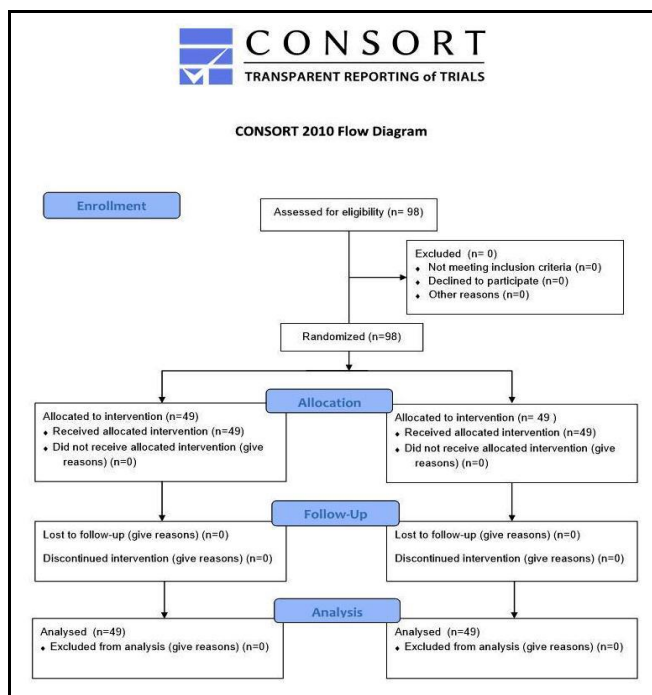 CONSORT
TRANSPARENT REPORTING of TRIALS
CONSORT 2010 Flow Diagram
Enrollment
Assessed for eligibility (n= 98)
Excluded (n= 0)
♦ Not meeting inclusion criteria (n=0)
♦ Declined to participate (n=0)
♦ Other reasons (n=0)
Randomized (n=98)
Allocation
Allocated to intervention (n=49)
♦ Received allocated intervention (n=49)
♦ Did not receive allocated intervention (give
reasons) (n=0)
Allocated to intervention (n= 49 )
♦ Received allocated intervention (n=49)
♦ Did not receive allocated intervention (give
reasons) (n=0)
Follow-Up
Lost to follow-up (give reasons) (n=0)
Discontinued intervention (give reasons) (n=0)
Lost to follow-up (give reasons) (n=0)
Discontinued intervention (give reasons) (n=0)
Analysis
Analysed (n=49)
♦ Excluded from analysis (give reasons) (n=0)
Analysed (n=49)
♦ Excluded from analysis (give reasons) (n=0)